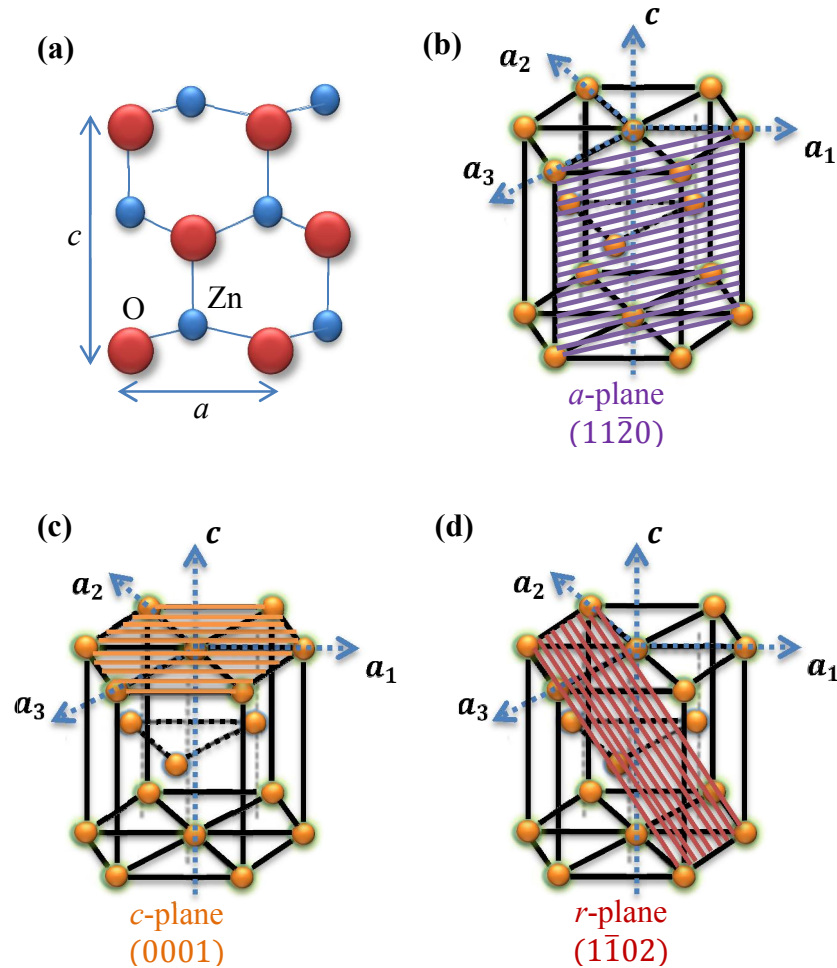 (a)
c
O
Zn
a
(b)
c
a₂
a₁
a₃
a-plane
(112̅0)
(c)
c
a₂
a₁
a₃
c-plane
(0001)
(d)
c
a₂
a₁
a₃
r-plane
(11̅02)